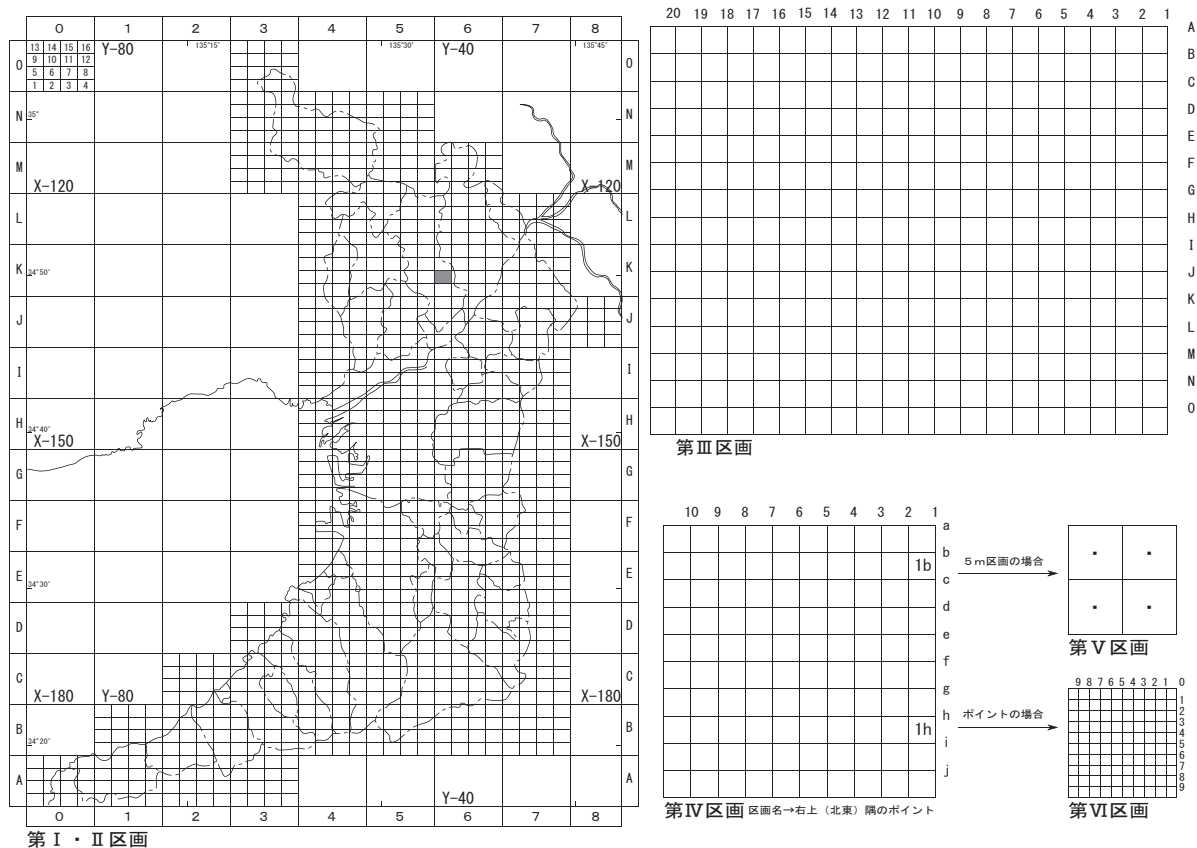 0 1 2 3 4 5 6 7 8
13 14 15 16
9 10 11 12
5 6 7 8
1 2 3 4
Y-80
135°15′
135°30′
Y-40
135°45′
O
N
M
L
K
J
I
H
G
F
E
D
C
B
A
35°
X-120
34°50′
34°40′
X-150
34°30′
X-180
Y-80
34°20′
O
N
M
X-120
L
K
J
I
H
X-150
G
F
E
D
C
X-180
B
A
Y-40
0 1 2 3 4 5 6 7 8
第Ⅰ・Ⅱ区画
20 19 18 17 16 15 14 13 12 11 10 9 8 7 6 5 4 3 2 1
A
B
C
D
E
F
G
H
I
J
K
L
M
N
O
第Ⅲ区画
10 9 8 7 6 5 4 3 2 1
a
b
1b
c
d
e
f
g
h
1h
i
j
第Ⅳ区画 区画名→右上（北東）隅のポイント
5m区画の場合
第Ⅴ区画
ポイントの場合
9 8 7 6 5 4 3 2 1 0
1
2
3
4
5
6
7
8
9
第Ⅵ区画